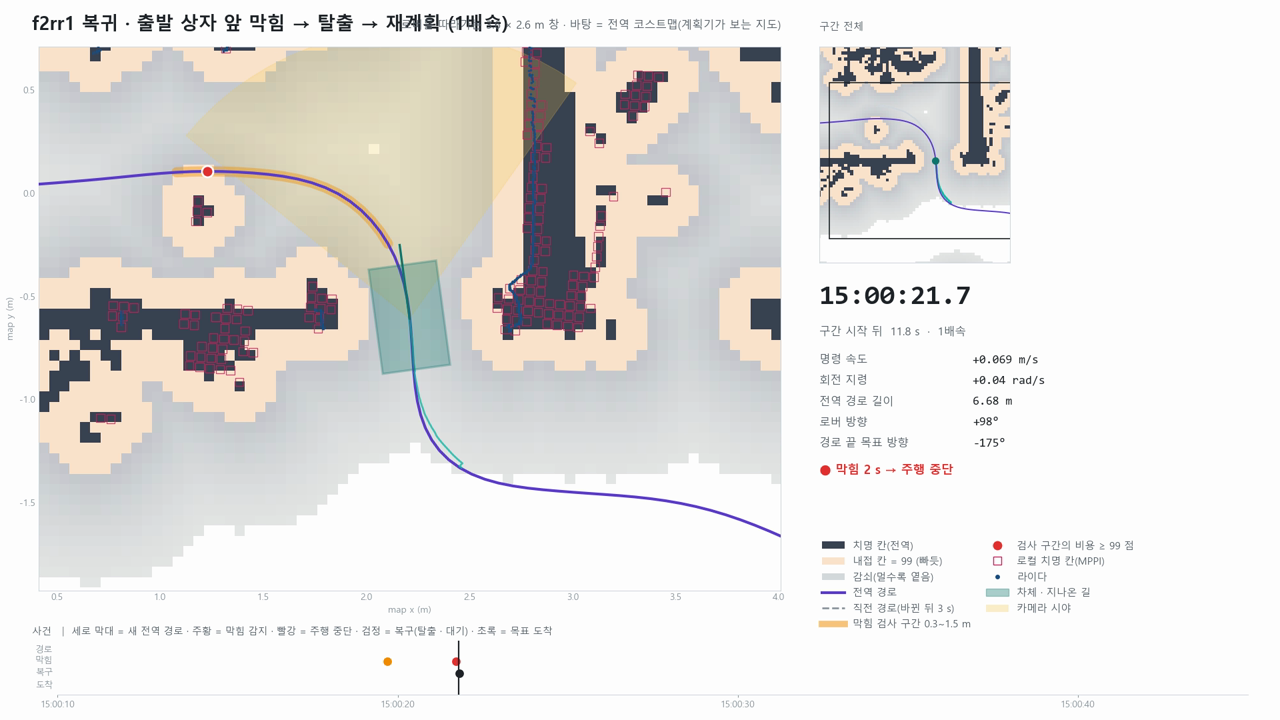 f2rr1 복귀 · 출발 상자 앞 막힘 → 탈출 → 재계획 (1배속)
× 2.6 m 창 · 바탕 = 전역 코스트맵(계획기가 보는 지도)
구간 전체
0.5
0.0
-0.5
-1.0
-1.5
map y (m)
0.5 1.0 1.5 2.0 2.5 3.0 3.5 4.0
map x (m)
15:00:21.7
구간 시작 뒤 11.8 s · 1배속
명령 속도 +0.069 m/s
회전 지령 +0.04 rad/s
전역 경로 길이 6.68 m
로버 방향 +98°
경로 끝 목표 방향 -175°
막힘 2 s → 주행 중단
치명 칸(전역) 검사 구간의 비용 ≥ 99 점
내접 칸 = 99 (빠듯) 로컬 치명 칸(MPPI)
감쇠(멀수록 옅음) 라이다
전역 경로 차체 · 지나온 길
직전 경로(바뀐 뒤 3 s) 카메라 시야
막힘 검사 구간 0.3~1.5 m
사건 | 세로 막대 = 새 전역 경로 · 주황 = 막힘 감지 · 빨강 = 주행 중단 · 검정 = 복구(탈출 · 대기) · 초록 = 목표 도착
경로
막힘
복구
도착
15:00:10 15:00:20 15:00:30 15:00:40